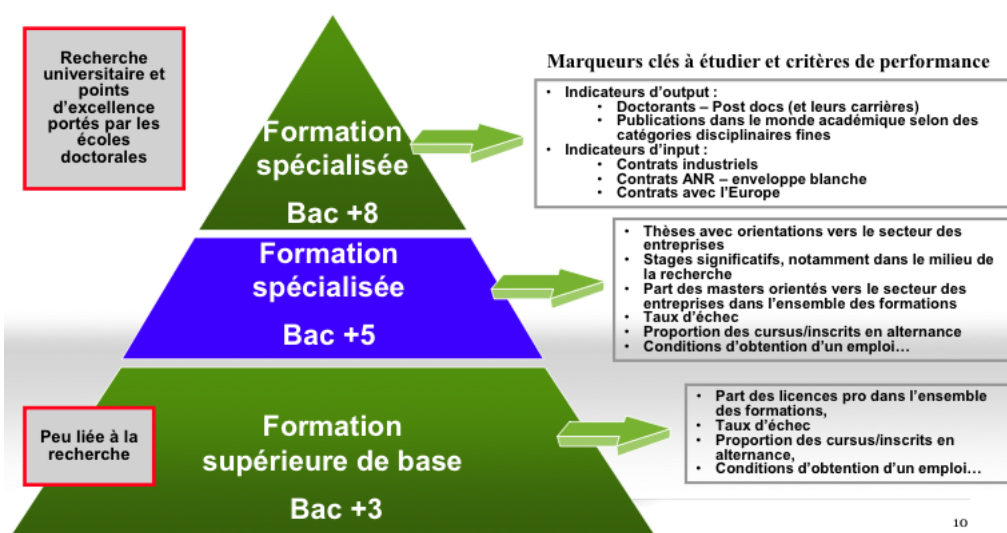 Recherche
universitaire et
points
d'excellence
portés par les
écoles
doctorales
Formation
spécialisée
Bac +8
Marqueurs clés à étudier et critères de performance
• Indicateurs d'output :
• Doctorants – Post docs (et leurs carrières)
• Publications dans le monde académique selon des
catégories disciplinaires fines
• Indicateurs d'input :
• Contrats industriels
• Contrats ANR – enveloppe blanche
• Contrats avec l'Europe
Formation
spécialisée
Bac +5
• Thèses avec orientations vers le secteur des
entreprises
• Stages significatifs, notamment dans le milieu de
la recherche
• Part des masters orientés vers le secteur des
entreprises dans l'ensemble des formations
• Taux d'échec
• Proportion des cursus/inscrits en alternance
• Conditions d'obtention d'un emploi…
Peu liée à la
recherche
Formation
supérieure de base
Bac +3
• Part des licences pro dans l'ensemble
des formations,
• Taux d'échec
• Proportion des cursus/inscrits en
alternance,
• Conditions d'obtention d'un emploi…
10